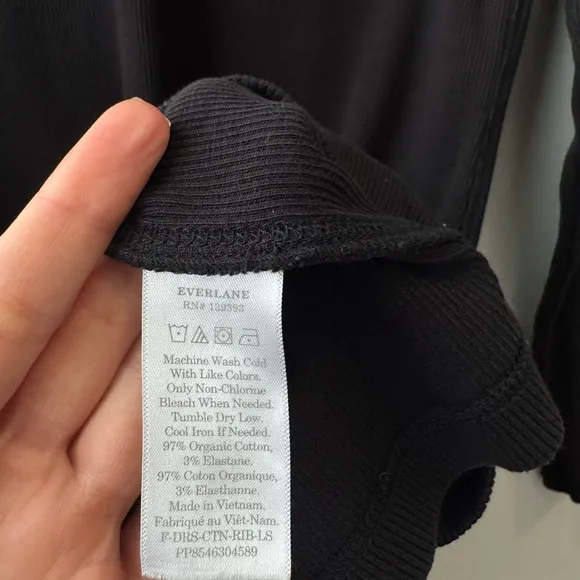 EVERLANE
RN# 139393
Machine Wash Cold
With Like Colors.
Only Non-Chlorine
Bleach When Needed.
Tumble Dry Low.
Cool Iron If Needed.
97% Organic Cotton,
3% Elastane.
97% Coton Organique,
3% Elasthanne.
Made in Vietnam.
Fabriqué au Viêt-Nam.
F-DRS-CTN-RIB-LS
PP8546304589